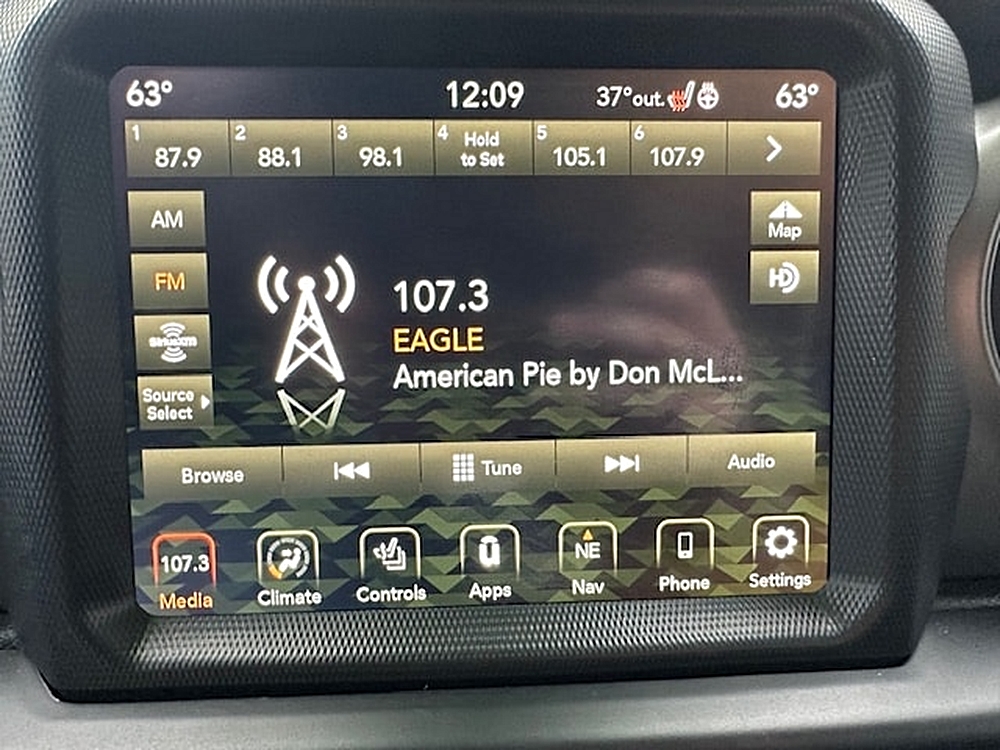 63° 12:09 37°out. 63°
1 87.9 2 88.1 3 98.1 4 Hold to Set 5 105.1 6 107.9
AM
Map
FM
HD
107.3
EAGLE
SiriusXM
American Pie by Don McL...
Source
Select
Browse Tune Audio
107.3 NE
Media Climate Controls Apps Nav Phone Settings